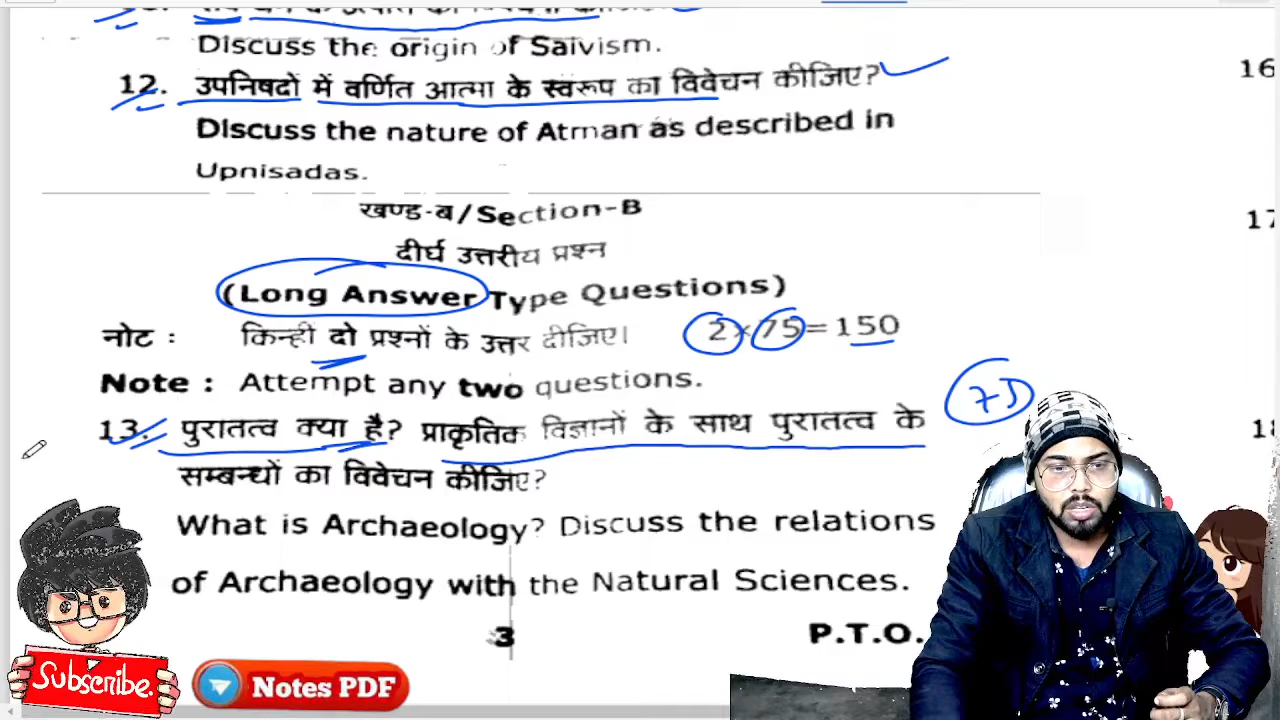 Discuss the origin of Saivism.
16
12. उपनिषदों में वर्णित आत्मा के स्वरूप का विवेचन कीजिए?
Discuss the nature of Atman as described in
Upnisadas.
खण्ड-ब/Section-B
17
दीर्घ उत्तरीय प्रश्न
(Long Answer Type Questions)
नोट : किन्हीं दो प्रश्नों के उत्तर दीजिए। 2×75=150
Note : Attempt any two questions.
75
13. पुरातत्व क्या है? प्राकृतिक विज्ञानों के साथ पुरातत्व के
18
सम्बन्धों का विवेचन कीजिए?
What is Archaeology? Discuss the relations
of Archaeology with the Natural Sciences.
3 P.T.O.
Subscribe.
Notes PDF